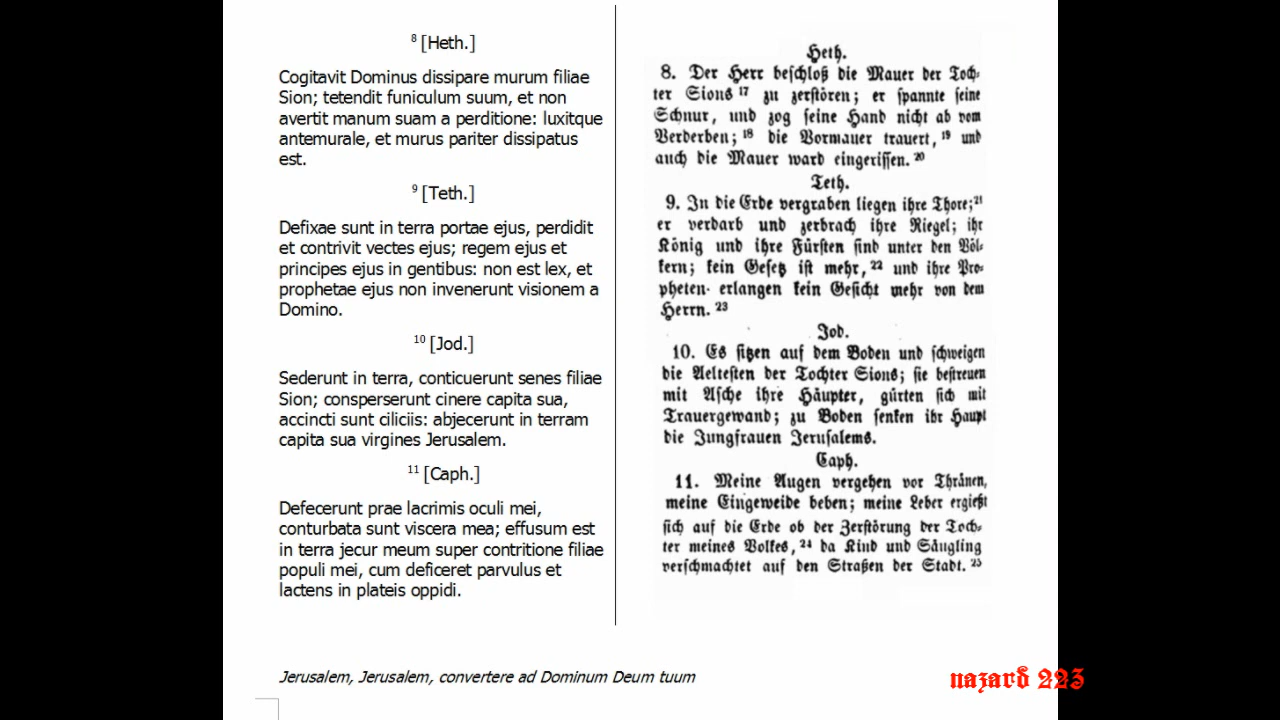 8 [Heth.]
Cogitavit Dominus dissipare murum filiae
Sion; tetendit funiculum suum, et non
avertit manum suam a perditione: luxitque
antemurale, et murus pariter dissipatus
est.
9 [Teth.]
Defixae sunt in terra portae ejus, perdidit
et contrivit vectes ejus; regem ejus et
principes ejus in gentibus: non est lex, et
prophetae ejus non invenerunt visionem a
Domino.
10 [Jod.]
Sederunt in terra, conticuerunt senes filiae
Sion; consperserunt cinere capita sua,
accincti sunt ciliciis: abjecerunt in terram
capita sua virgines Jerusalem.
11 [Caph.]
Defecerunt prae lacrimis oculi mei,
conturbata sunt viscera mea; effusum est
in terra jecur meum super contritione filiae
populi mei, cum deficeret parvulus et
lactens in plateis oppidi.
Heth.
8. Der Herr beschloß die Mauer der Toch-
ter Sions 17 zu zerstören; er spannte seine
Schnur, und zog seine Hand nicht ab vom
Verderben; 18 die Vormauer trauert, 19 und
auch die Mauer ward eingerissen. 20
Teth.
9. In die Erde vergraben liegen ihre Thore; 21
er verdarb und zerbrach ihre Riegel; ihr
König und ihre Fürsten sind unter den Völ-
kern; kein Gesetz ist mehr, 22 und ihre Pro-
pheten erlangen kein Gesicht mehr von dem
Herrn. 23
Jod.
10. Es sitzen auf dem Boden und schweigen
die Aeltesten der Tochter Sions; sie bestreuen
mit Asche ihre Häupter, gürten sich mit
Trauergewand; zu Boden senken ihr Haupt
die Jungfrauen Jerusalems.
Caph.
11. Meine Augen vergehen vor Thränen,
meine Eingeweide beben; meine Leber ergießt
sich auf die Erde ob der Zerstörung der Toch-
ter meines Volkes, 24 da Kind und Säugling
verschmachtet auf den Straßen der Stadt. 25
Jerusalem, Jerusalem, convertere ad Dominum Deum tuum
nazard 223